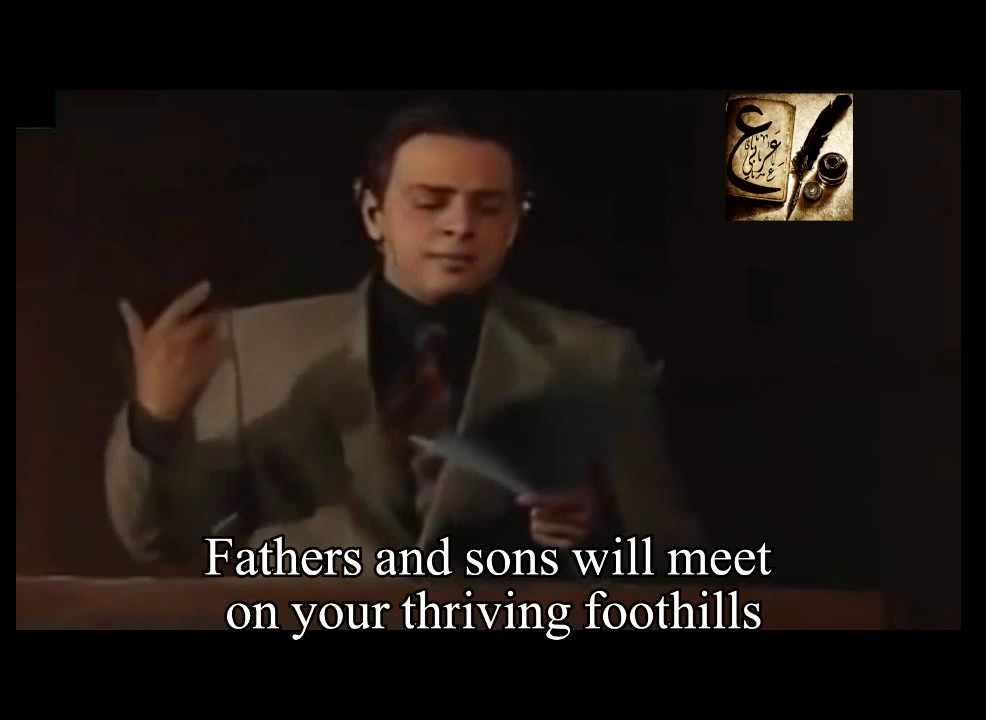 ع
Fathers and sons will meet
on your thriving foothills